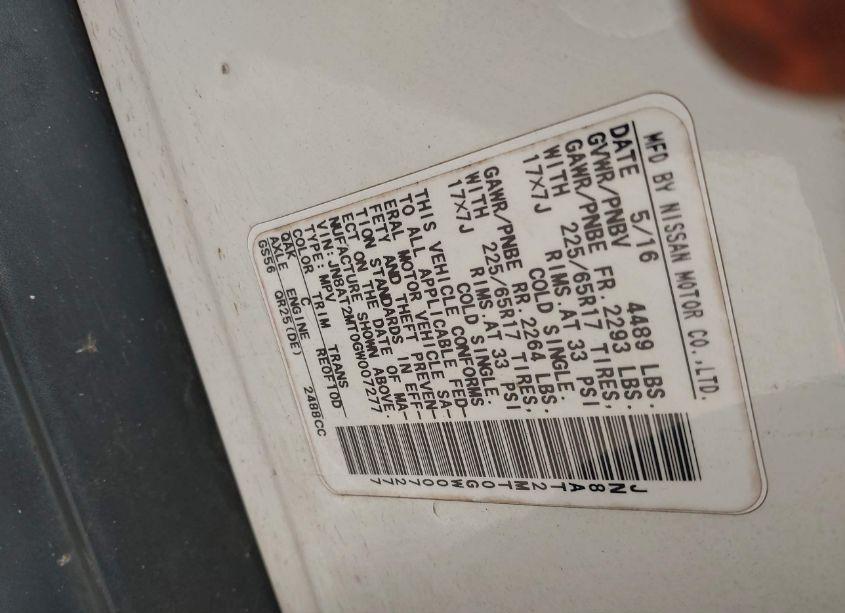 MFD BY NISSAN MOTOR CO.,LTD.
DATE 5/16
GVWR/PNBV 4489 LBS.
GAWR/PNBE FR.2293 LBS.
WITH 225/65R17 TIRES,
17X7J RIMS.AT 33 PSI
COLD SINGLE.
GAWR/PNBE RR.2264 LBS.
WITH 225/65R17 TIRES,
17X7J RIMS.AT 33 PSI
COLD SINGLE.
THIS VEHICLE CONFORMS
TO ALL APPLICABLE FED-
ERAL MOTOR VEHICLE SA-
FETY AND THEFT PREVEN-
TION STANDARDS IN EFF-
ECT ON THE DATE OF MA-
NUFACTURE SHOWN ABOVE.
VIN:JN8AT2MT0GW007277
TYPE:MPV
COLOR C TRIM TRANS
QAK RE0F10D
AXLE ENGINE
GS56 QR25(DE) 2488CC
JN8AT2MT0GW007277